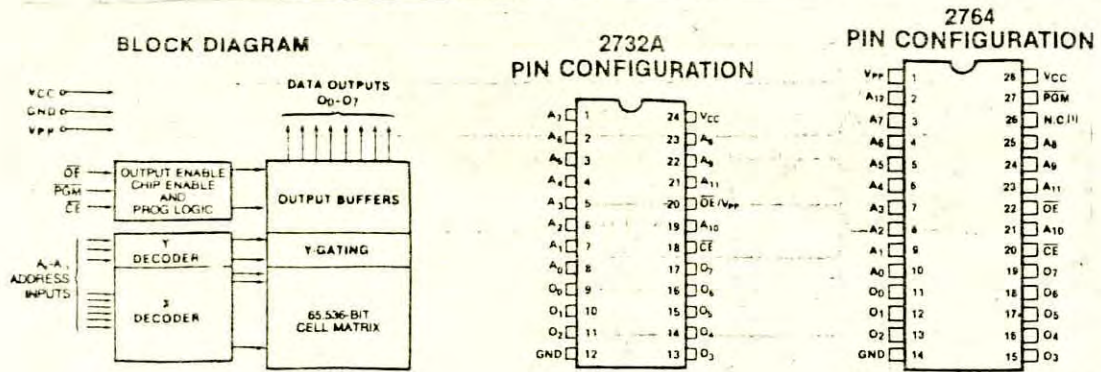 BLOCK DIAGRAM
VCC
GND
VPP
DATA OUTPUTS
O0-O7
OE
PGM
CE
OUTPUT ENABLE
CHIP ENABLE
AND
PROG LOGIC
OUTPUT BUFFERS
Y
DECODER
Y-GATING
ADDRESS
INPUTS
DECODER
65,536-BIT
CELL MATRIX
2732A
PIN CONFIGURATION
A7 1 24 VCC
A6 2 23 A8
A5 3 22 A9
A4 4 21 A11
A3 5 20 OE/VPP
A2 6 19 A10
A1 7 18 CE
A0 8 17 O7
O0 9 16 O6
O1 10 15 O5
O2 11 14 O4
GND 12 13 O3
2764
PIN CONFIGURATION
VPP 1 28 VCC
A12 2 27 PGM
A7 3 26 N.C.[1]
A6 4 25 A8
A5 5 24 A9
A4 6 23 A11
A3 7 22 OE
A2 8 21 A10
A1 9 20 CE
A0 10 19 O7
O0 11 18 O6
O1 12 17 O5
O2 13 16 O4
GND 14 15 O3